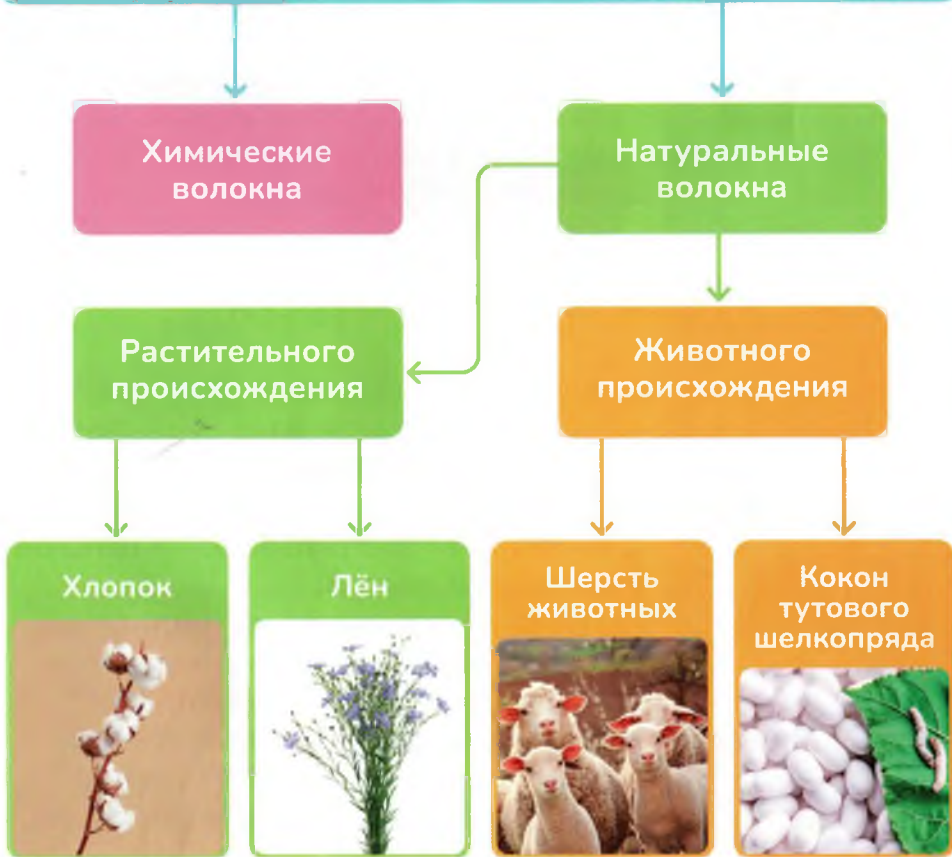 Химические
волокна
Натуральные
волокна
Растительного
происхождения
Животного
происхождения
Хлопок
Лён
Шерсть
животных
Кокон
тутового
шелкопряда